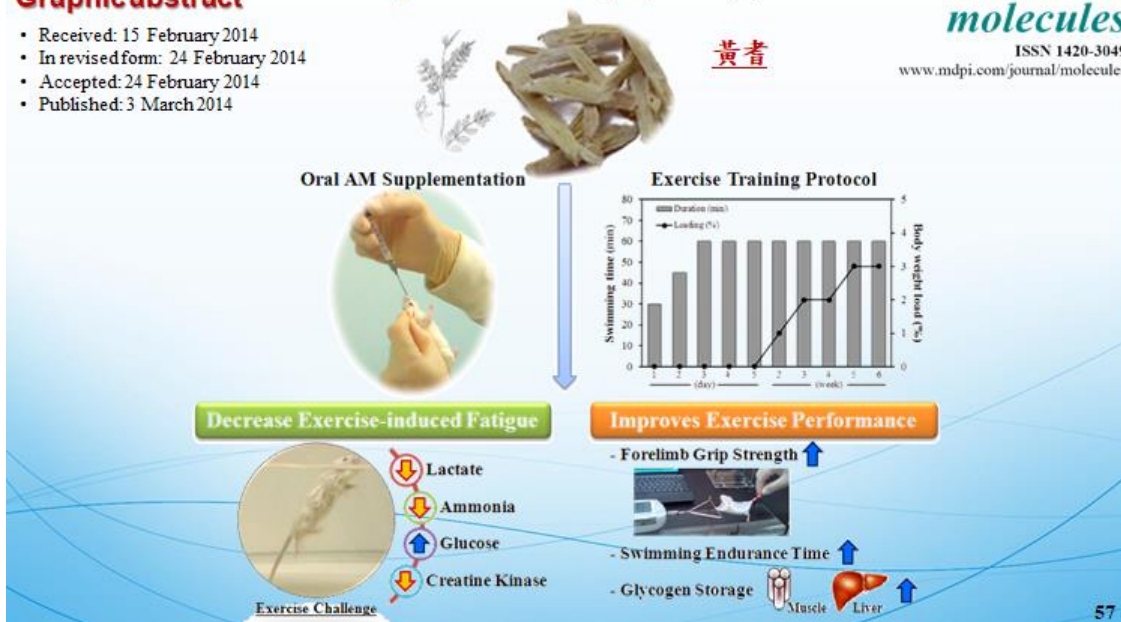 Graphic abstract
• Received: 15 February 2014
• In revised form: 24 February 2014
• Accepted: 24 February 2014
• Published: 3 March 2014
黃耆
molecules
ISSN 1420-3049
www.mdpi.com/journal/molecules
Oral AM Supplementation
Exercise Training Protocol
Duration (min)
Loading (%)
Swimming time (min)
80
70
60
50
40
30
20
10
0
Body weight load (%)
5
4
3
2
1
0
1 2 3 4 5 2 3 4 5 6
(day) (week)
Decrease Exercise-induced Fatigue
Lactate
Ammonia
Glucose
Creatine Kinase
Exercise Challenge
Improves Exercise Performance
- Forelimb Grip Strength
- Swimming Endurance Time
- Glycogen Storage
Muscle Liver
57